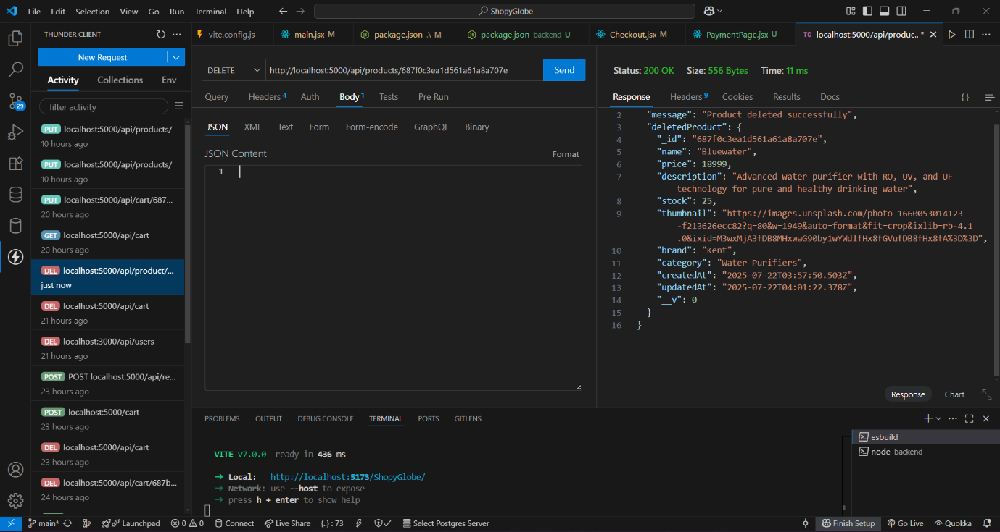 File Edit Selection View Go Run Terminal Help
ShopyGlobe
THUNDER CLIENT
New Request
Activity Collections Env
filter activity
29
PUT localhost:5000/api/products/
10 hours ago
PUT localhost:5000/api/products/
10 hours ago
PUT localhost:5000/api/cart/687...
20 hours ago
GET localhost:5000/api/cart
20 hours ago
DEL localhost:5000/api/product/...
just now
DEL localhost:5000/api/cart
21 hours ago
DEL localhost:3000/api/users
21 hours ago
POST POST localhost:5000/api/re...
23 hours ago
POST localhost:5000/cart
23 hours ago
DEL localhost:5000/api/cart
23 hours ago
DEL localhost:5000/api/cart/687b...
24 hours ago
vite.config.js main.jsx M package.json .\ M package.json backend U Checkout.jsx M PaymentPage.jsx U TC localhost:5000/api/produc.. *
DELETE http://localhost:5000/api/products/687f0c3ea1d561a61a8a707e Send
Query Headers 4 Auth Body 1 Tests Pre Run
JSON XML Text Form Form-encode GraphQL Binary
JSON Content Format
1
Status: 200 OK Size: 556 Bytes Time: 11 ms
Response Headers 9 Cookies Results Docs {}
2 "message": "Product deleted successfully",
3 "deletedProduct": {
4 "_id": "687f0c3ea1d561a61a8a707e",
5 "name": "Bluewater",
6 "price": 18999,
7 "description": "Advanced water purifier with RO, UV, and UF
technology for pure and healthy drinking water",
8 "stock": 25,
9 "thumbnail": "https://images.unsplash.com/photo-1660053014123
-f213626ecc82?q=80&w=1949&auto=format&fit=crop&ixlib=rb-4.1
.0&ixid=M3wxMjA3fDB8MHxwaG90by1wYWdlfHx8fGVufDB8fHx8fA%3D%3D",
10 "brand": "Kent",
11 "category": "Water Purifiers",
12 "createdAt": "2025-07-22T03:57:50.503Z",
13 "updatedAt": "2025-07-22T04:01:22.378Z",
14 "__v": 0
15 }
16 }
Response Chart
PROBLEMS OUTPUT DEBUG CONSOLE TERMINAL PORTS GITLENS
VITE v7.0.0 ready in 436 ms
➜ Local: http://localhost:5173/ShopyGlobe/
➜ Network: use --host to expose
➜ press h + enter to show help
esbuild
node backend
main* Launchpad 0 0 Connect Live Share {..} : 73 Select Postgres Server Finish Setup Go Live Quokka